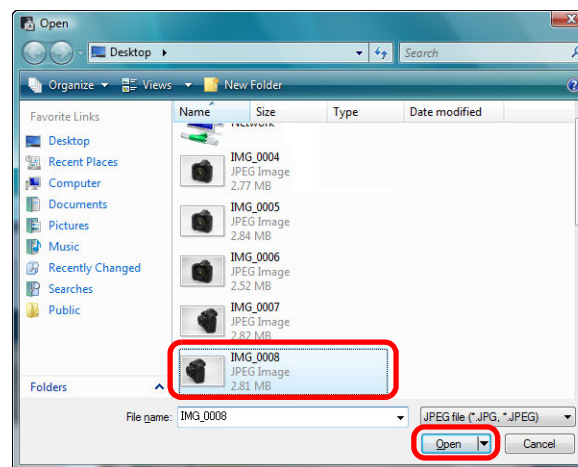 Open
Desktop
Search
Organize Views New Folder
Name Size Type Date modified
Favorite Links
Desktop
Recent Places
Computer
Documents
Pictures
Music
Recently Changed
Searches
Public
Folders
Network
IMG_0004
JPEG Image
2.77 MB
IMG_0005
JPEG Image
2.84 MB
IMG_0006
JPEG Image
2.52 MB
IMG_0007
JPEG Image
2.82 MB
IMG_0008
JPEG Image
2.81 MB
File name: IMG_0008
JPEG file (*.JPG, *.JPEG)
Open Cancel